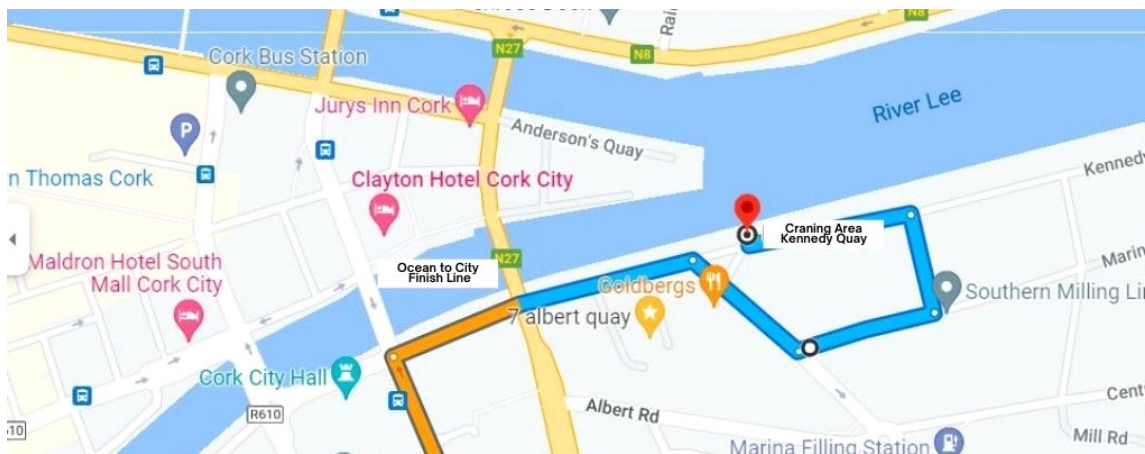 N8
N27
N8
Cork Bus Station
River Lee
Jurys Inn Cork
Anderson's Quay
P
Kennedy
n Thomas Cork
Clayton Hotel Cork City
Craning Area
Kennedy Quay
Maldron Hotel South
Mall Cork City
Ocean to City
Finish Line
N27
Marin
Goldbergs
Southern Milling Li
7 albert quay
Cork City Hall
R610
Albert Rd
Cent
10
Marina Filling Station
Mill Rd